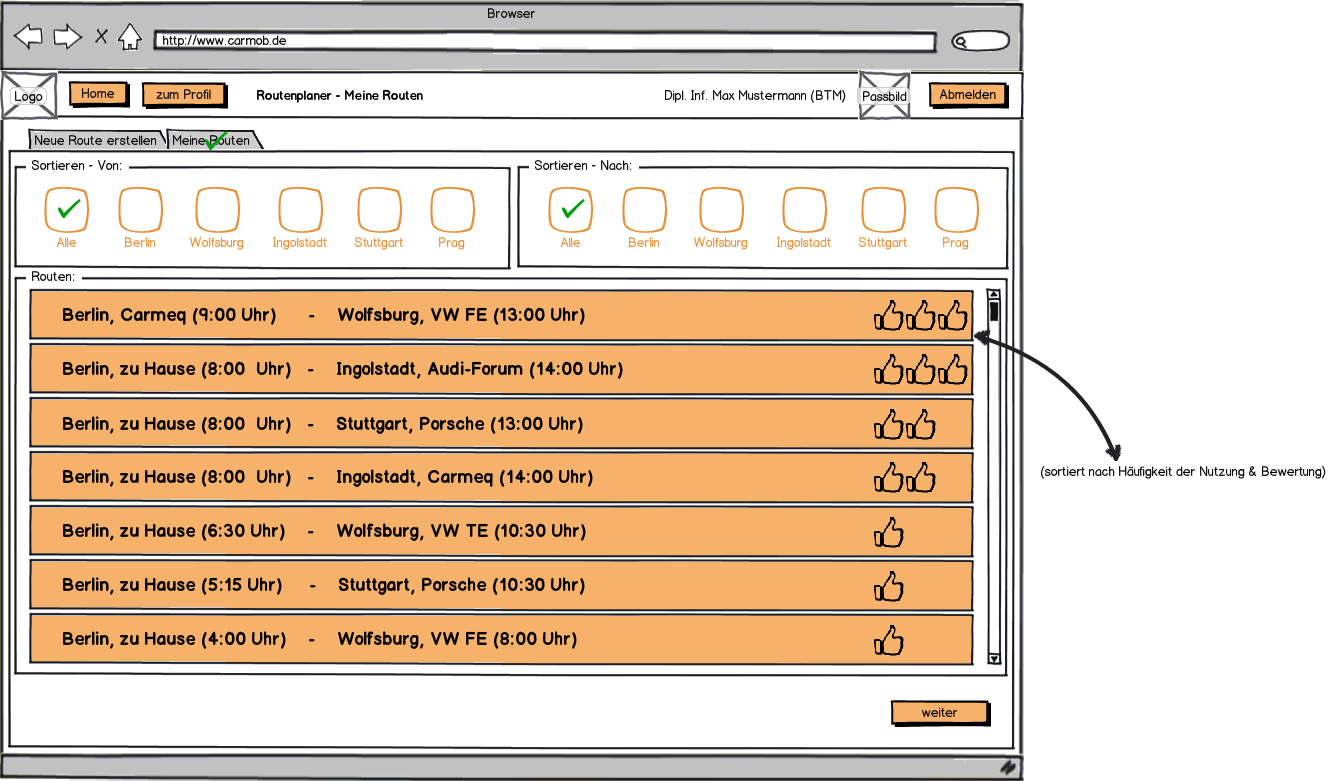 Browser
http://www.carmob.de
Logo
Home
zum Profil
Routenplaner - Meine Routen
Dipl. Inf. Max Mustermann (BTM)
Passbild
Abmelden
Neue Route erstellen
Meine Routen
Sortieren - Von:
Alle
Berlin
Wolfsburg
Ingolstadt
Stuttgart
Prag
Sortieren - Nach:
Alle
Berlin
Wolfsburg
Ingolstadt
Stuttgart
Prag
Routen:
Berlin, Carmeq (9:00 Uhr) - Wolfsburg, VW FE (13:00 Uhr)
Berlin, zu Hause (8:00 Uhr) - Ingolstadt, Audi-Forum (14:00 Uhr)
Berlin, zu Hause (8:00 Uhr) - Stuttgart, Porsche (13:00 Uhr)
Berlin, zu Hause (8:00 Uhr) - Ingolstadt, Carmeq (14:00 Uhr)
Berlin, zu Hause (6:30 Uhr) - Wolfsburg, VW TE (10:30 Uhr)
Berlin, zu Hause (5:15 Uhr) - Stuttgart, Porsche (10:30 Uhr)
Berlin, zu Hause (4:00 Uhr) - Wolfsburg, VW FE (8:00 Uhr)
(sortiert nach Häufigkeit der Nutzung & Bewertung)
weiter